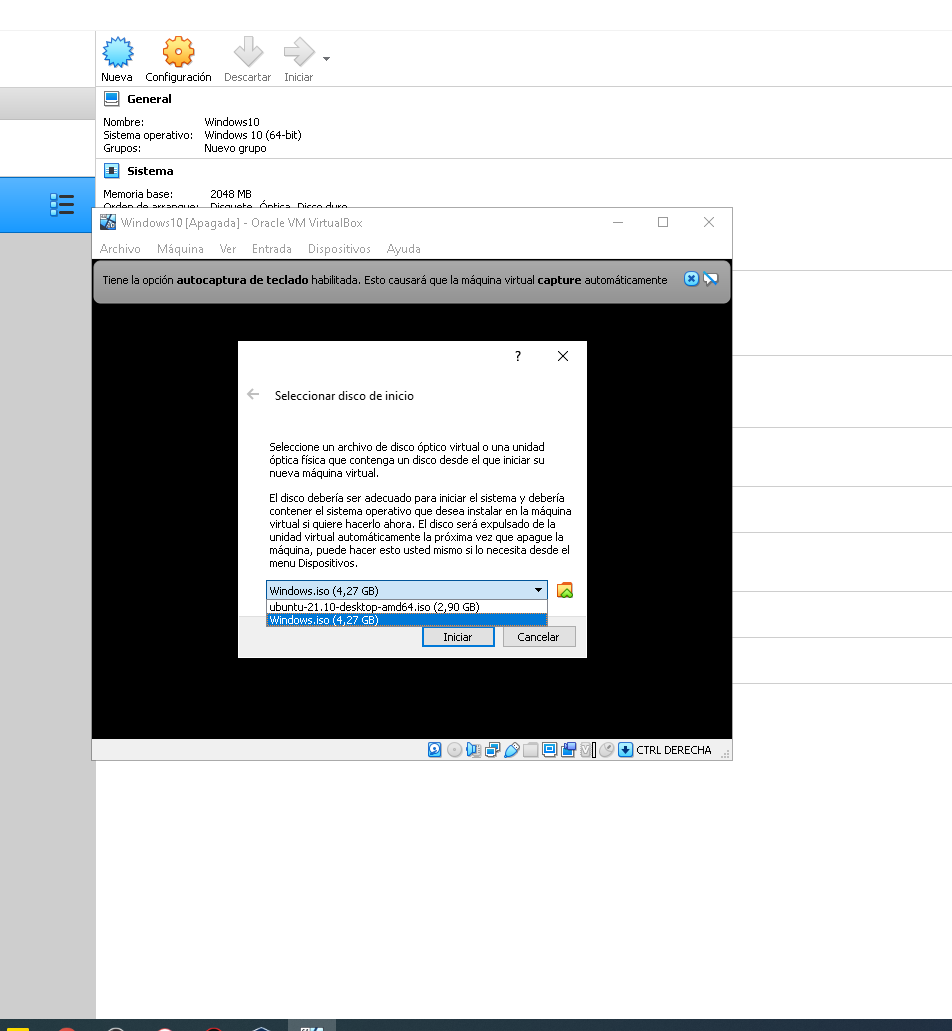 Nueva Configuración Descartar Iniciar
General
Nombre: Windows10
Sistema operativo: Windows 10 (64-bit)
Grupos: Nuevo grupo
Sistema
Memoria base: 2048 MB
Orden de arranque: Disquete, Óptica, Disco duro
Windows10 [Apagada] - Oracle VM VirtualBox
Archivo Máquina Ver Entrada Dispositivos Ayuda
Tiene la opción autocaptura de teclado habilitada. Esto causará que la máquina virtual capture automáticamente
?
Seleccionar disco de inicio
Seleccione un archivo de disco óptico virtual o una unidad
óptica física que contenga un disco desde el que iniciar su
nueva máquina virtual.
El disco debería ser adecuado para iniciar el sistema y debería
contener el sistema operativo que desea instalar en la máquina
virtual si quiere hacerlo ahora. El disco será expulsado de la
unidad virtual automáticamente la próxima vez que apague la
máquina, puede hacer esto usted mismo si lo necesita desde el
menu Dispositivos.
Windows.iso (4,27 GB)
ubuntu-21.10-desktop-amd64.iso (2,90 GB)
Windows.iso (4,27 GB)
Iniciar Cancelar
CTRL DERECHA